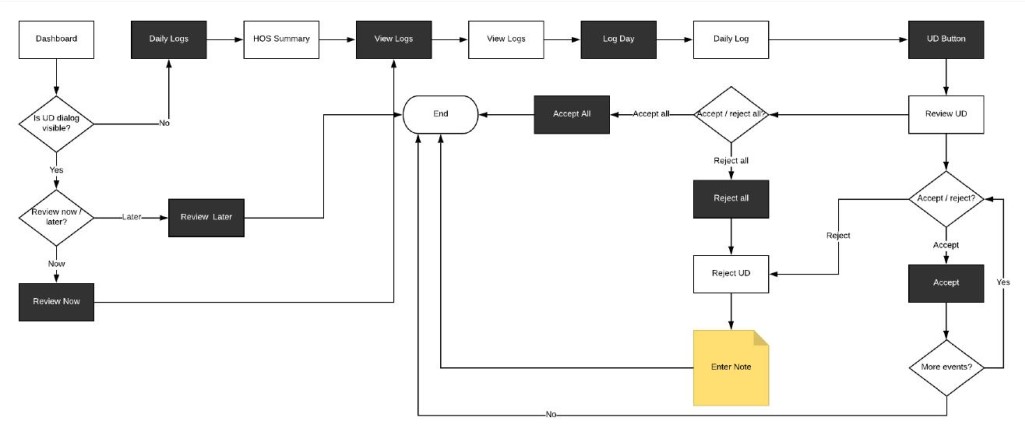 Dashboard
Daily Logs
HOS Summary
View Logs
View Logs
Log Day
Daily Log
UD Button
Is UD dialog
visible?
No
End
Accept All
Accept all
Accept / reject all?
Review UD
Yes
Reject all
Review now /
later?
Later
Review Later
Reject all
Accept / reject?
Reject
Accept
Now
Reject UD
Accept
Yes
Review Now
Enter Note
More events?
No